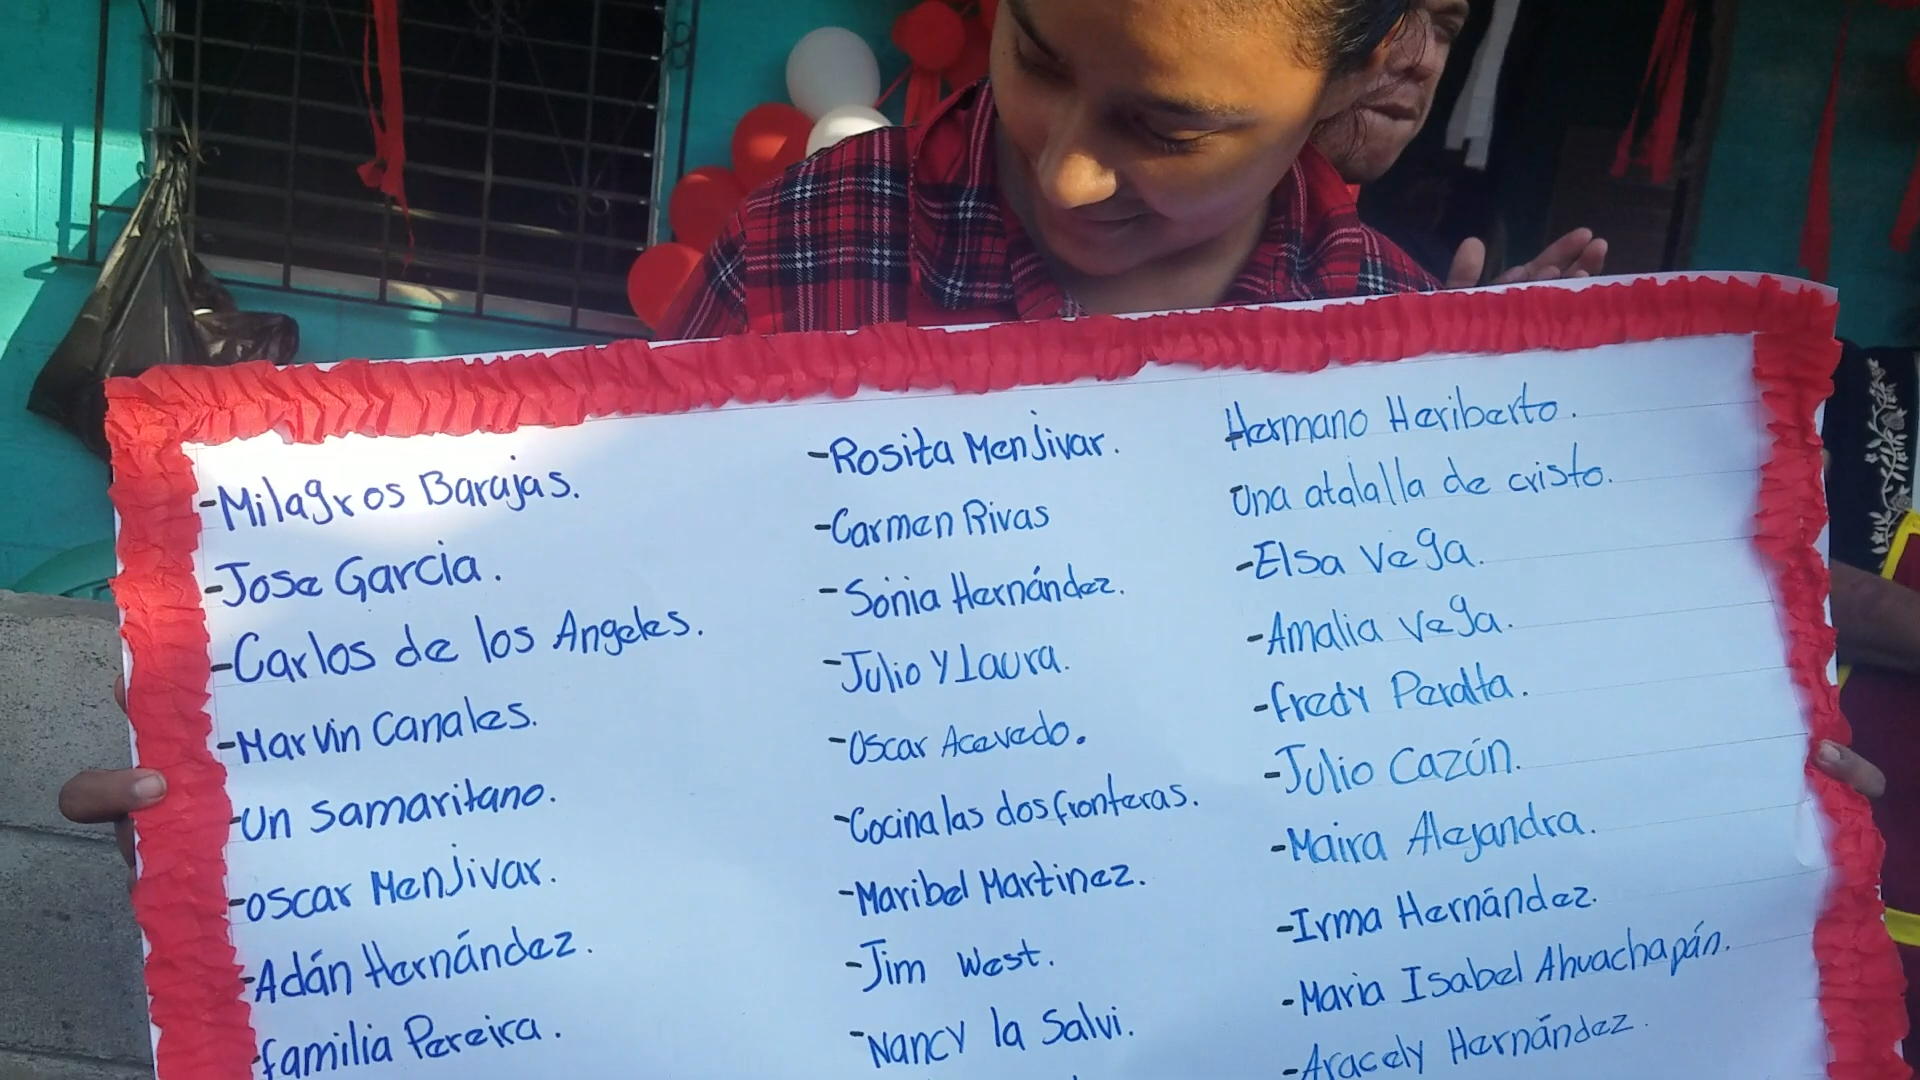 -Milagros Barajas.
-Jose Garcia.
-Carlos de los Angeles.
-Marvin Canales.
-Un samaritano.
-oscar Menjivar.
-Adán Hernández.
-familia Pereira.
-Rosita Menjivar.
-Carmen Rivas
-Sónia Hernández.
-Julio y Laura.
-Oscar Acevedo.
-Cocina las dos fronteras.
-Maribel Martinez.
-Jim West.
-Nancy la Salvi.
Hermano Heriberto.
Una atalalla de cristo.
-Elsa Vega.
-Amalia Vega.
-fredy Peralta.
-Julio Cazún.
-Maira Alejandra.
-Irma Hernández.
-Maria Isabel Ahuachapán.
-Aracely Hernández.